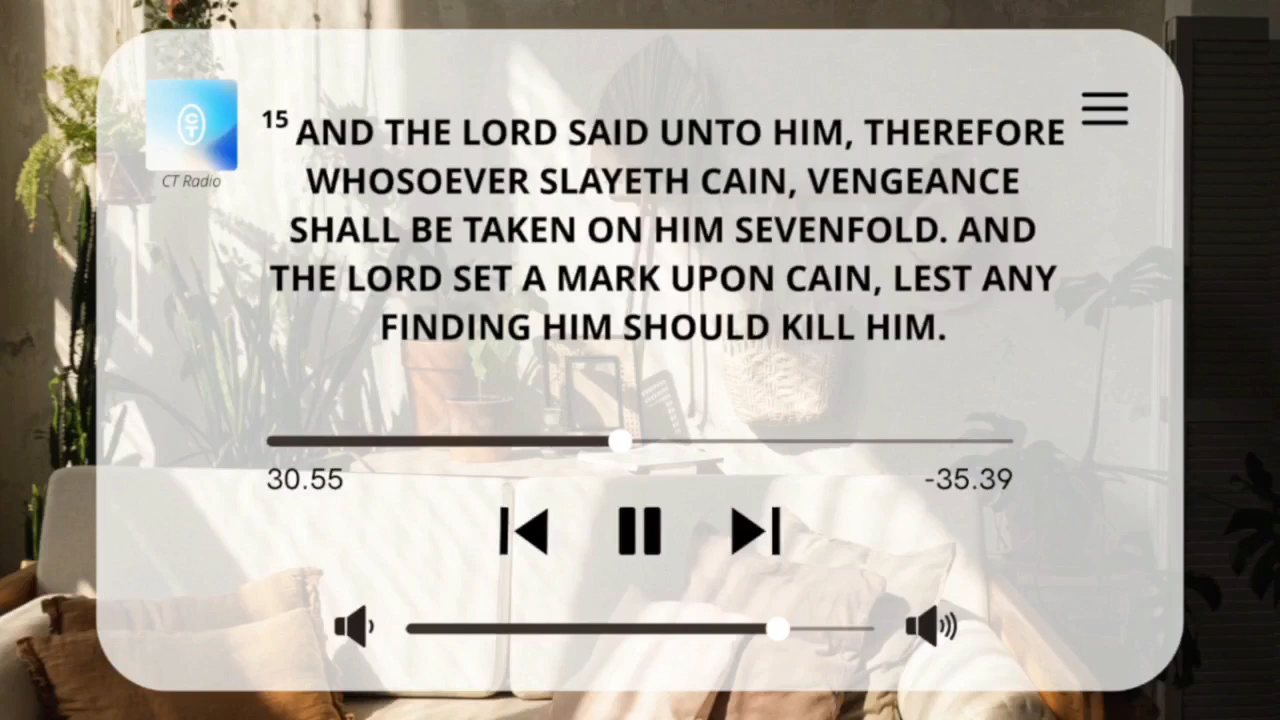 CT
CT Radio
15 AND THE LORD SAID UNTO HIM, THEREFORE
WHOSOEVER SLAYETH CAIN, VENGEANCE
SHALL BE TAKEN ON HIM SEVENFOLD. AND
THE LORD SET A MARK UPON CAIN, LEST ANY
FINDING HIM SHOULD KILL HIM.
30.55
-35.39